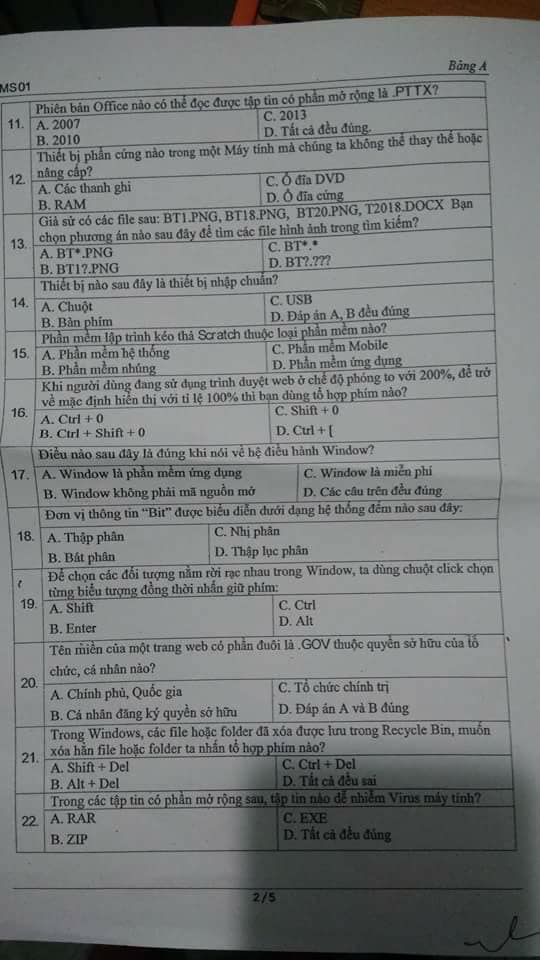 Bảng A
MS01
11. Phiên bản Office nào có thể đọc được tập tin có phần mở rộng là .PTTX?
A. 2007
C. 2013
B. 2010
D. Tất cả đều đúng.
12. Thiết bị phần cứng nào trong một Máy tính mà chúng ta không thể thay thế hoặc
nâng cấp?
A. Các thanh ghi
C. Ổ đĩa DVD
B. RAM
D. Ổ đĩa cứng
13. Giả sử có các file sau: BT1.PNG, BT18.PNG, BT20.PNG, T2018.DOCX Bạn
chọn phương án nào sau đây để tìm các file hình ảnh trong tìm kiếm?
A. BT*.PNG
C. BT*.*
B. BT1?.PNG
D. BT?.???
14. Thiết bị nào sau đây là thiết bị nhập chuẩn?
A. Chuột
C. USB
B. Bàn phím
D. Đáp án A, B đều đúng
15. Phần mềm lập trình kéo thả Scratch thuộc loại phần mềm nào?
A. Phần mềm hệ thống
C. Phần mềm Mobile
B. Phần mềm nhúng
D. Phần mềm ứng dụng
16. Khi người dùng đang sử dụng trình duyệt web ở chế độ phóng to với 200%, để trở
về mặc định hiển thị với tỉ lệ 100% thì bạn dùng tổ hợp phím nào?
A. Ctrl + 0
C. Shift + 0
B. Ctrl + Shift + 0
D. Ctrl + [
17. Điều nào sau đây là đúng khi nói về hệ điều hành Window?
A. Window là phần mềm ứng dụng
C. Window là miễn phí
B. Window không phải mã nguồn mở
D. Các câu trên đều đúng
18. Đơn vị thông tin “Bit” được biểu diễn dưới dạng hệ thống đếm nào sau đây:
A. Thập phân
C. Nhị phân
B. Bát phân
D. Thập lục phân
19. Để chọn các đối tượng nằm rời rạc nhau trong Window, ta dùng chuột click chọn
từng biểu tượng đồng thời nhấn giữ phím:
A. Shift
C. Ctrl
B. Enter
D. Alt
20. Tên miền của một trang web có phần đuôi là .GOV thuộc quyền sở hữu của tổ
chức, cá nhân nào?
A. Chính phủ, Quốc gia
C. Tổ chức chính trị
B. Cá nhân đăng ký quyền sở hữu
D. Đáp án A và B đúng
21. Trong Windows, các file hoặc folder đã xóa được lưu trong Recycle Bin, muốn
xóa hẳn file hoặc folder ta nhấn tổ hợp phím nào?
A. Shift + Del
C. Ctrl + Del
B. Alt + Del
D. Tất cả đều sai
22. Trong các tập tin có phần mở rộng sau, tập tin nào dễ nhiễm Virus máy tính?
A. RAR
C. EXE
B. ZIP
D. Tất cả đều đúng
2/5